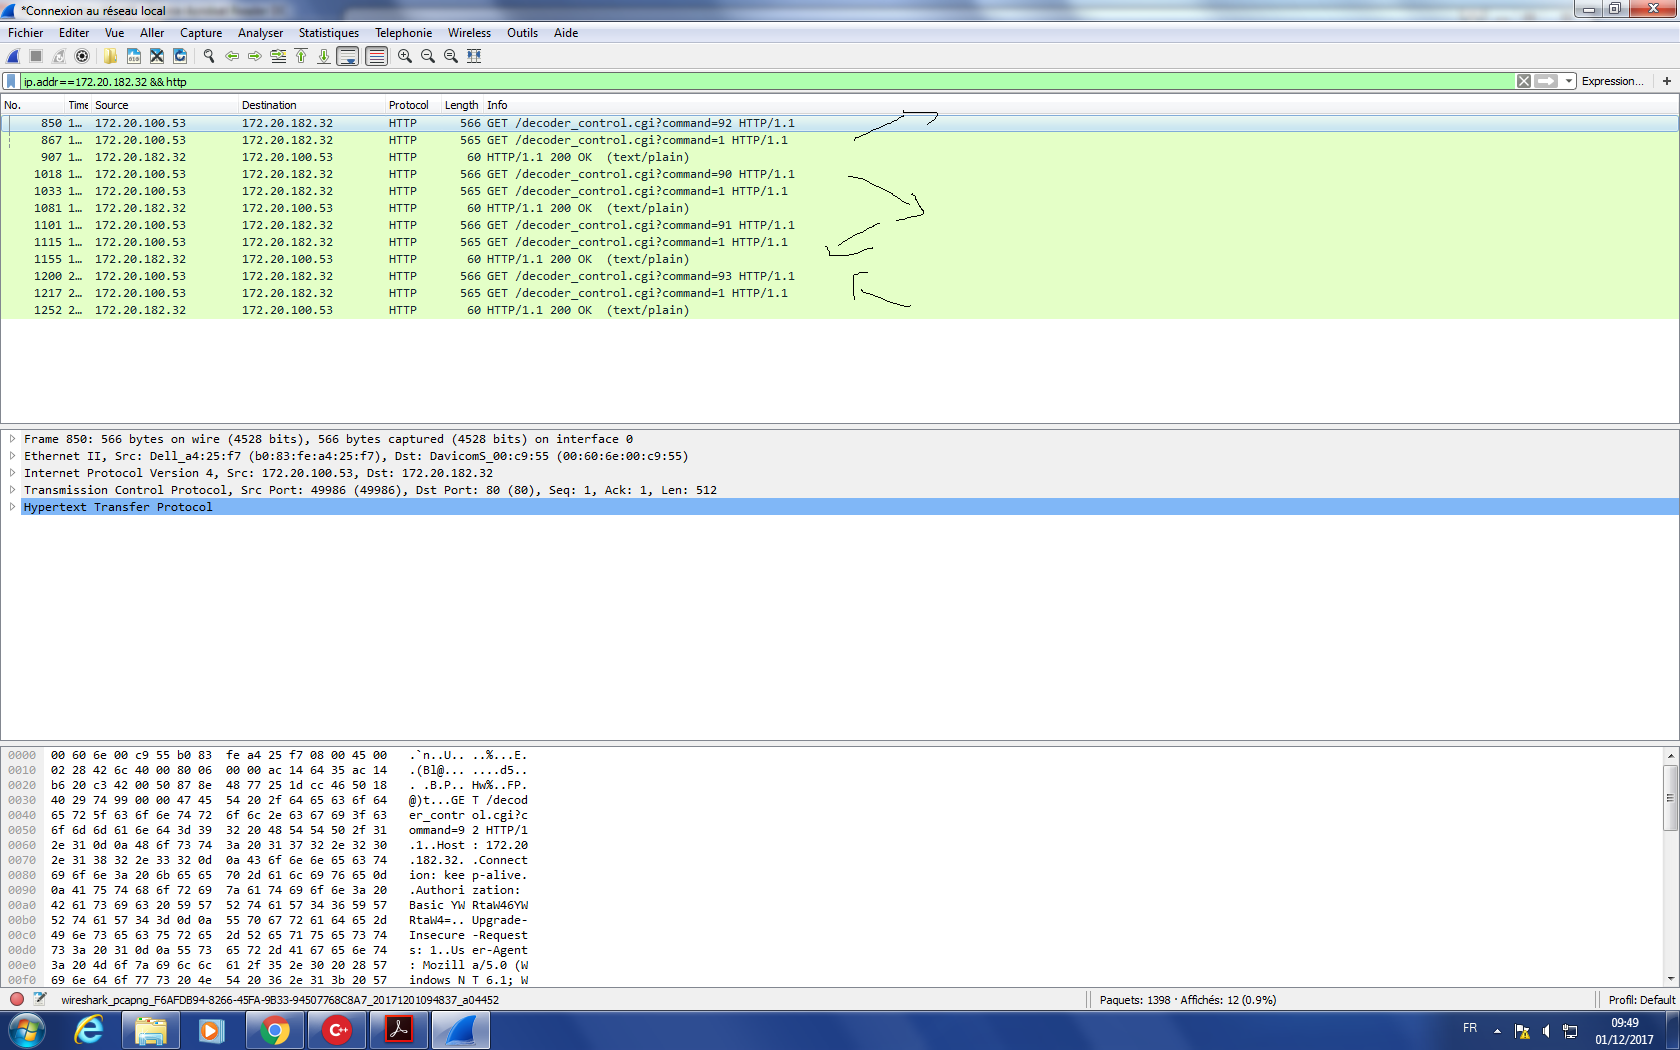 *Connexion au réseau local
Fichier Editer Vue Aller Capture Analyser Statistiques Telephonie Wireless Outils Aide
ip.addr==172.20.182.32 && http
Expression... +
No. Time Source Destination Protocol Length Info
850 1... 172.20.100.53 172.20.182.32 HTTP 566 GET /decoder_control.cgi?command=92 HTTP/1.1
867 1... 172.20.100.53 172.20.182.32 HTTP 565 GET /decoder_control.cgi?command=1 HTTP/1.1
907 1... 172.20.182.32 172.20.100.53 HTTP 60 HTTP/1.1 200 OK (text/plain)
1018 1... 172.20.100.53 172.20.182.32 HTTP 566 GET /decoder_control.cgi?command=90 HTTP/1.1
1033 1... 172.20.100.53 172.20.182.32 HTTP 565 GET /decoder_control.cgi?command=1 HTTP/1.1
1081 1... 172.20.182.32 172.20.100.53 HTTP 60 HTTP/1.1 200 OK (text/plain)
1101 1... 172.20.100.53 172.20.182.32 HTTP 566 GET /decoder_control.cgi?command=91 HTTP/1.1
1115 1... 172.20.100.53 172.20.182.32 HTTP 565 GET /decoder_control.cgi?command=1 HTTP/1.1
1155 1... 172.20.182.32 172.20.100.53 HTTP 60 HTTP/1.1 200 OK (text/plain)
1200 2... 172.20.100.53 172.20.182.32 HTTP 566 GET /decoder_control.cgi?command=93 HTTP/1.1
1217 2... 172.20.100.53 172.20.182.32 HTTP 565 GET /decoder_control.cgi?command=1 HTTP/1.1
1252 2... 172.20.182.32 172.20.100.53 HTTP 60 HTTP/1.1 200 OK (text/plain)
Frame 850: 566 bytes on wire (4528 bits), 566 bytes captured (4528 bits) on interface 0
Ethernet II, Src: Dell_a4:25:f7 (b0:83:fe:a4:25:f7), Dst: DavicomS_00:c9:55 (00:60:6e:00:c9:55)
Internet Protocol Version 4, Src: 172.20.100.53, Dst: 172.20.182.32
Transmission Control Protocol, Src Port: 49986 (49986), Dst Port: 80 (80), Seq: 1, Ack: 1, Len: 512
Hypertext Transfer Protocol
0000 00 60 6e 00 c9 55 b0 83 fe a4 25 f7 08 00 45 00 .`n..U.. ..%...E.
0010 02 28 42 6c 40 00 80 06 00 00 ac 14 64 35 ac 14 .(Bl@... ....d5..
0020 b6 20 c3 42 00 50 87 8e 48 77 25 1d cc 46 50 18 . .B.P.. Hw%..FP.
0030 40 29 74 99 00 00 47 45 54 20 2f 64 65 63 6f 64 @)t...GE T /decod
0040 65 72 5f 63 6f 6e 74 72 6f 6c 2e 63 67 69 3f 63 er_contr ol.cgi?c
0050 6f 6d 6d 61 6e 64 3d 39 32 20 48 54 54 50 2f 31 ommand=9 2 HTTP/1
0060 2e 31 0d 0a 48 6f 73 74 3a 20 31 37 32 2e 32 30 .1..Host : 172.20
0070 2e 31 38 32 2e 33 32 0d 0a 43 6f 6e 6e 65 63 74 .182.32. .Connect
0080 69 6f 6e 3a 20 6b 65 65 70 2d 61 6c 69 76 65 0d ion: kee p-alive.
0090 0a 41 75 74 68 6f 72 69 7a 61 74 69 6f 6e 3a 20 .Authori zation:
00a0 42 61 73 69 63 20 59 57 52 74 61 57 34 36 59 57 Basic YW RtaW46YW
00b0 52 74 61 57 34 3d 0d 0a 55 70 67 72 61 64 65 2d RtaW4=.. Upgrade-
00c0 49 6e 73 65 63 75 72 65 2d 52 65 71 75 65 73 74 Insecure -Request
00d0 73 3a 20 31 0d 0a 55 73 65 72 2d 41 67 65 6e 74 s: 1..Us er-Agent
00e0 3a 20 4d 6f 7a 69 6c 6c 61 2f 35 2e 30 20 28 57 : Mozill a/5.0 (W
00f0 69 6e 64 6f 77 73 20 4e 54 20 36 2e 31 3b 20 57 indows N T 6.1; W
wireshark_pcapng_F6AFDB94-8266-45FA-9B33-94507768C8A7_20171201094837_a04452
Paquets: 1398 · Affichés: 12 (0.9%)
Profil: Default
FR
09:49
01/12/2017